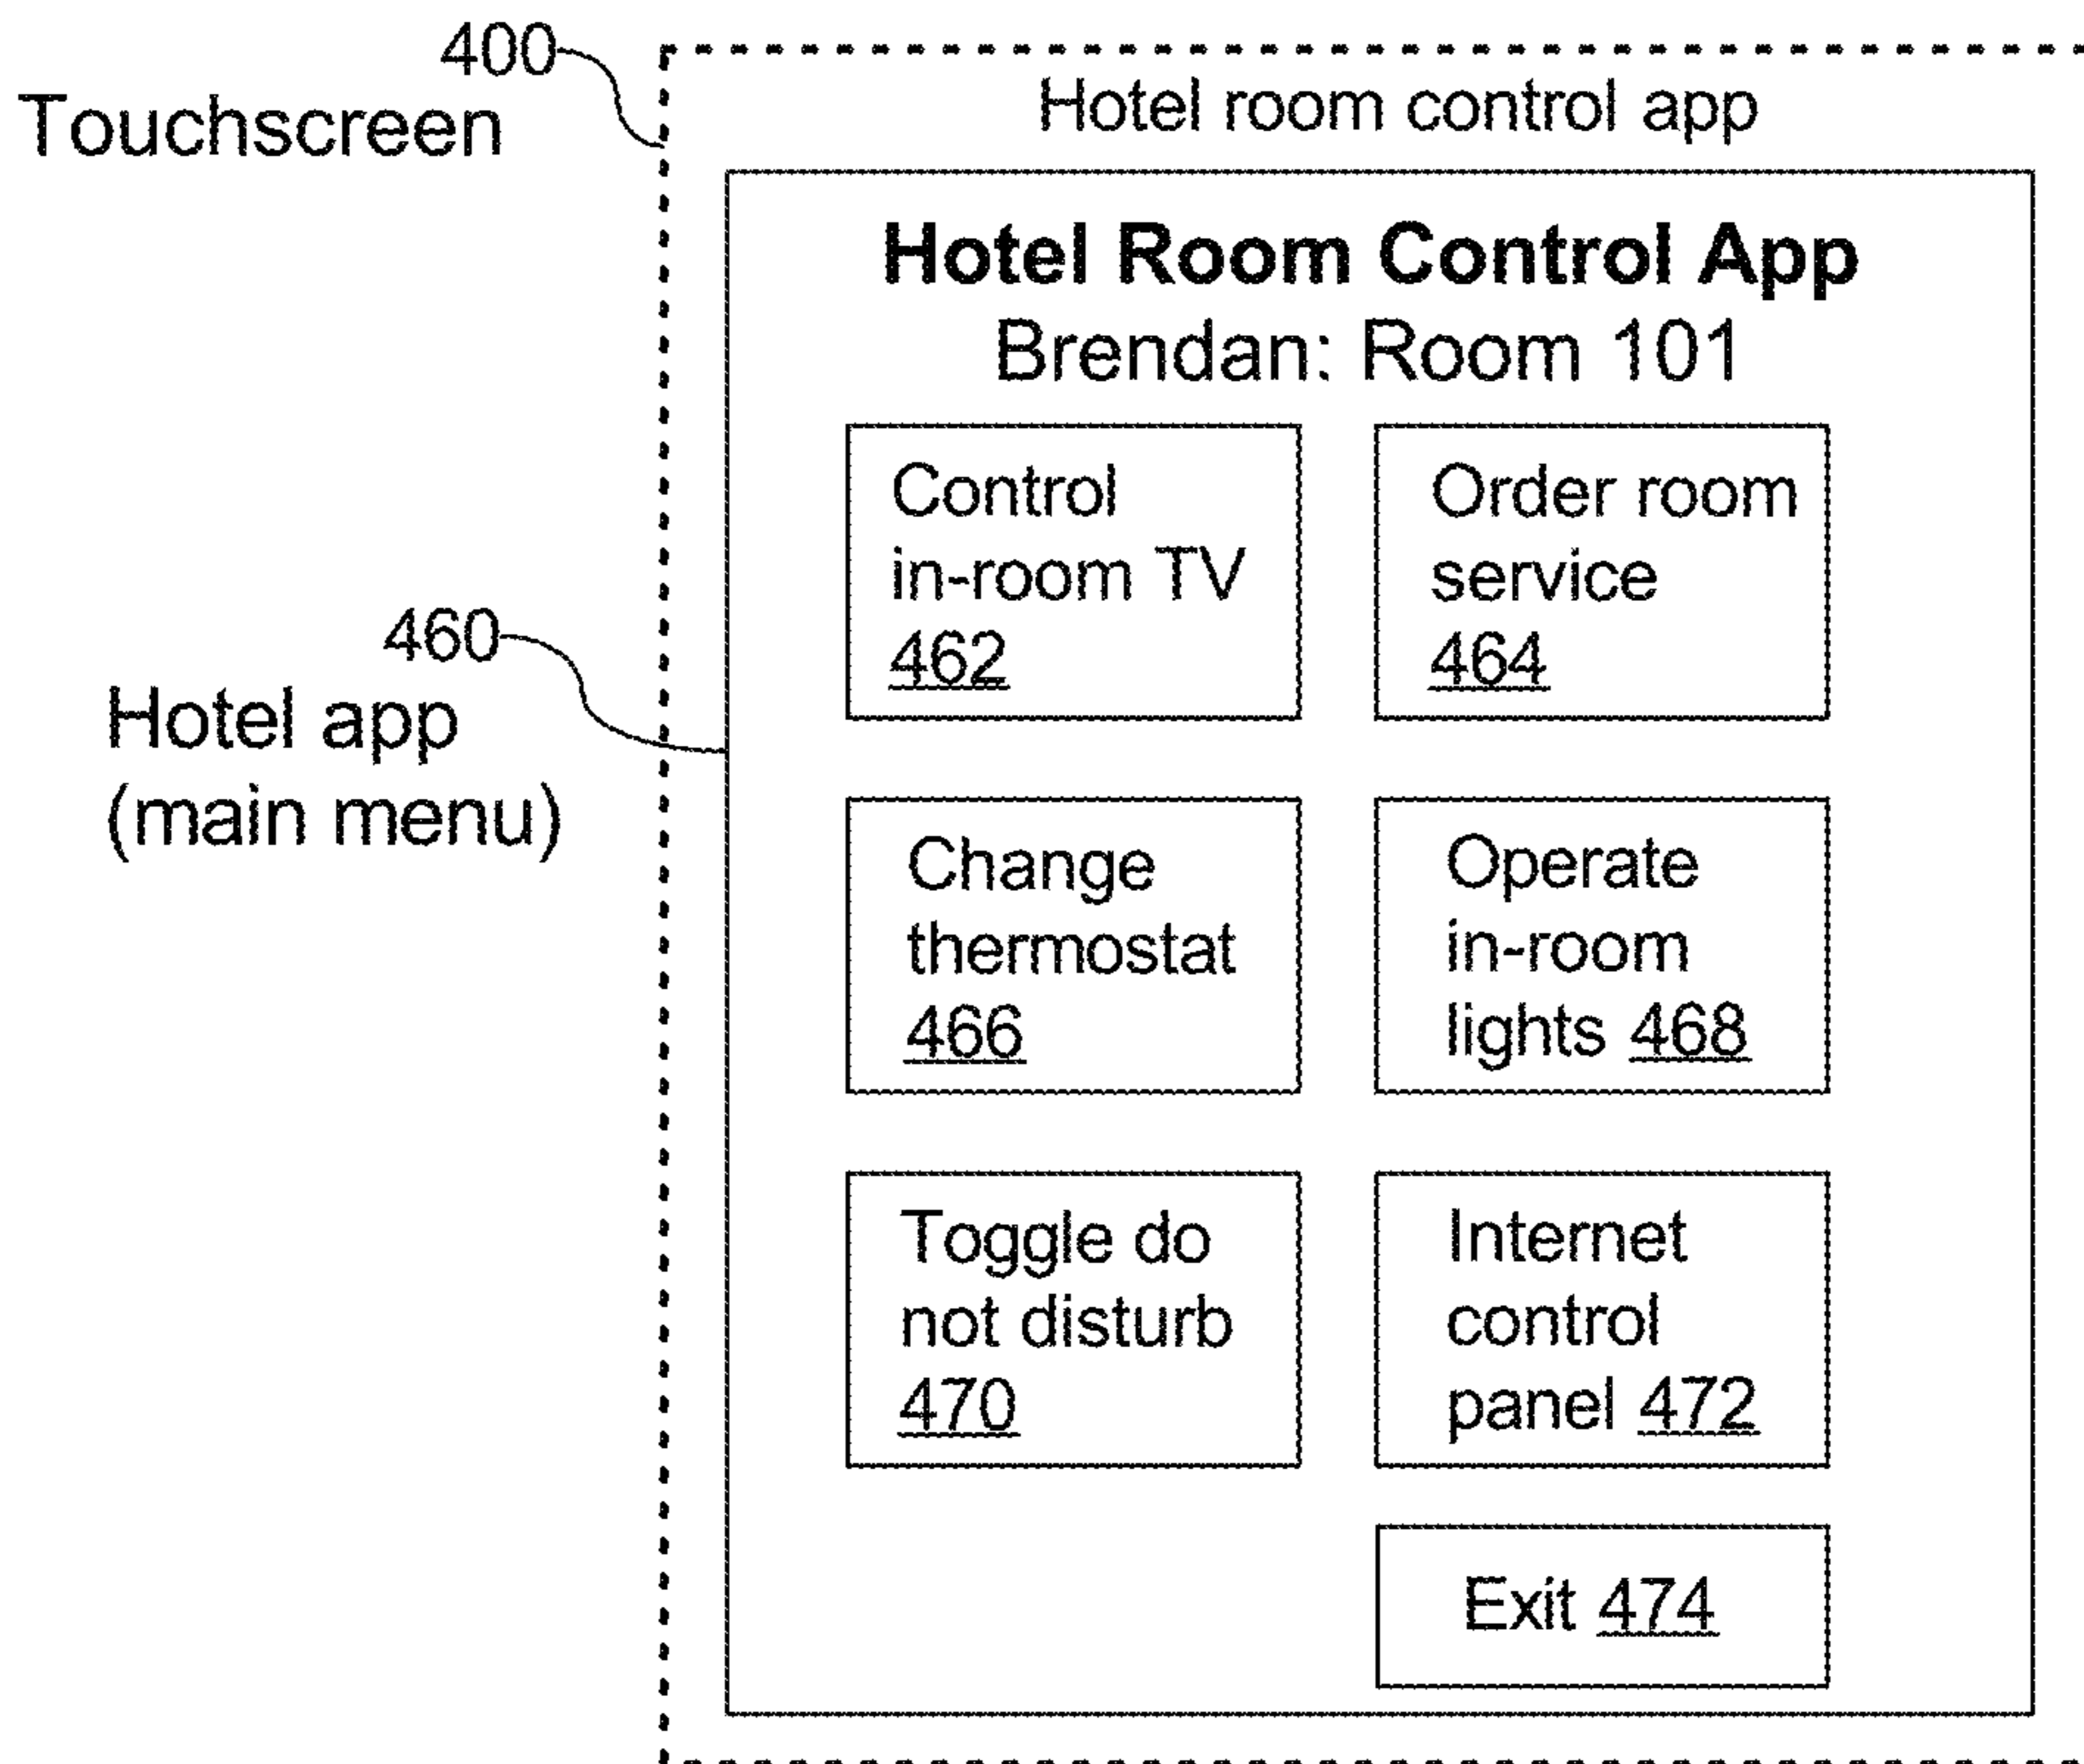 400
Touchscreen
Hotel room control app
Hotel Room Control App
Brendan: Room 101
Control
in-room TV
462
Order room
service
464
460
Hotel app
(main menu)
Change
thermostat
466
Operate
in-room
lights 468
Toggle do
not disturb
470
Internet
control
panel 472
Exit 474